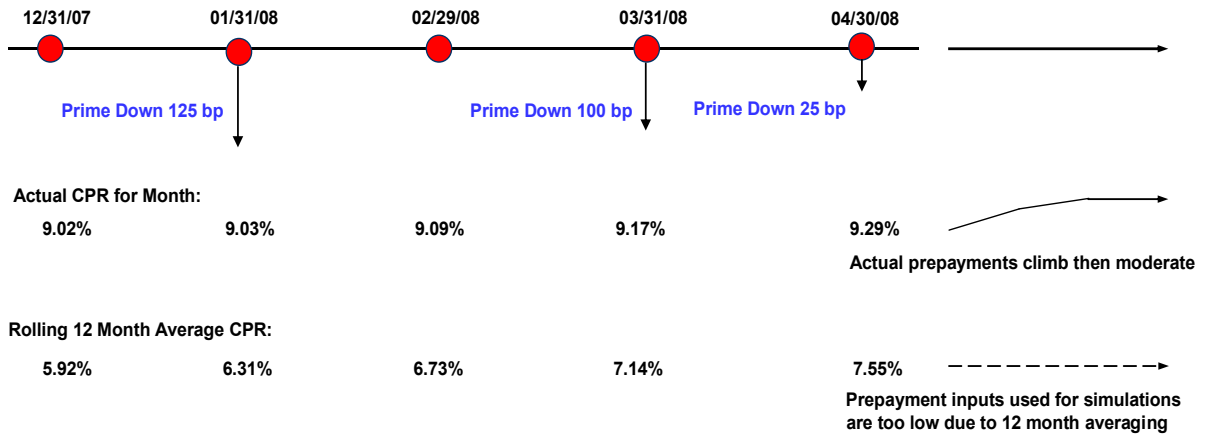 12/31/07 01/31/08 02/29/08 03/31/08 04/30/08
Prime Down 125 bp Prime Down 100 bp Prime Down 25 bp
Actual CPR for Month:
9.02% 9.03% 9.09% 9.17% 9.29%
Actual prepayments climb then moderate
Rolling 12 Month Average CPR:
5.92% 6.31% 6.73% 7.14% 7.55%
Prepayment inputs used for simulations
are too low due to 12 month averaging